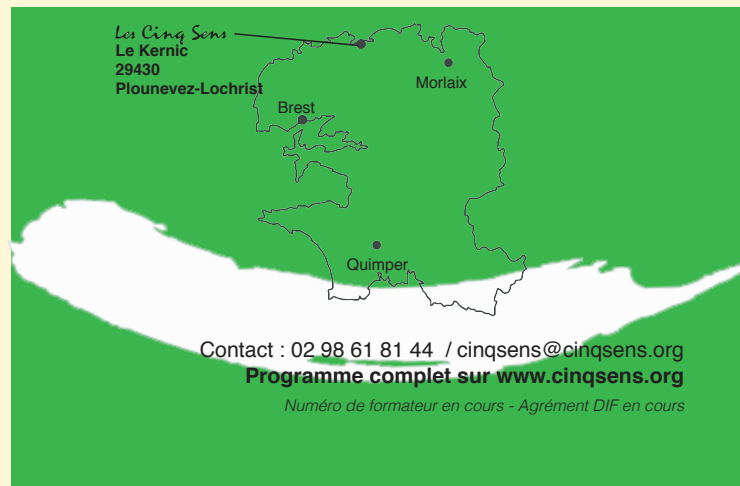 Les Cinq Sens
Le Kernic
29430
Plounevez-Lochrist
Morlaix
Brest
Quimper
Contact : 02 98 61 81 44 / cinqsens@cinqsens.org
Programme complet sur www.cinqsens.org
Numéro de formateur en cours - Agrément DIF en cours